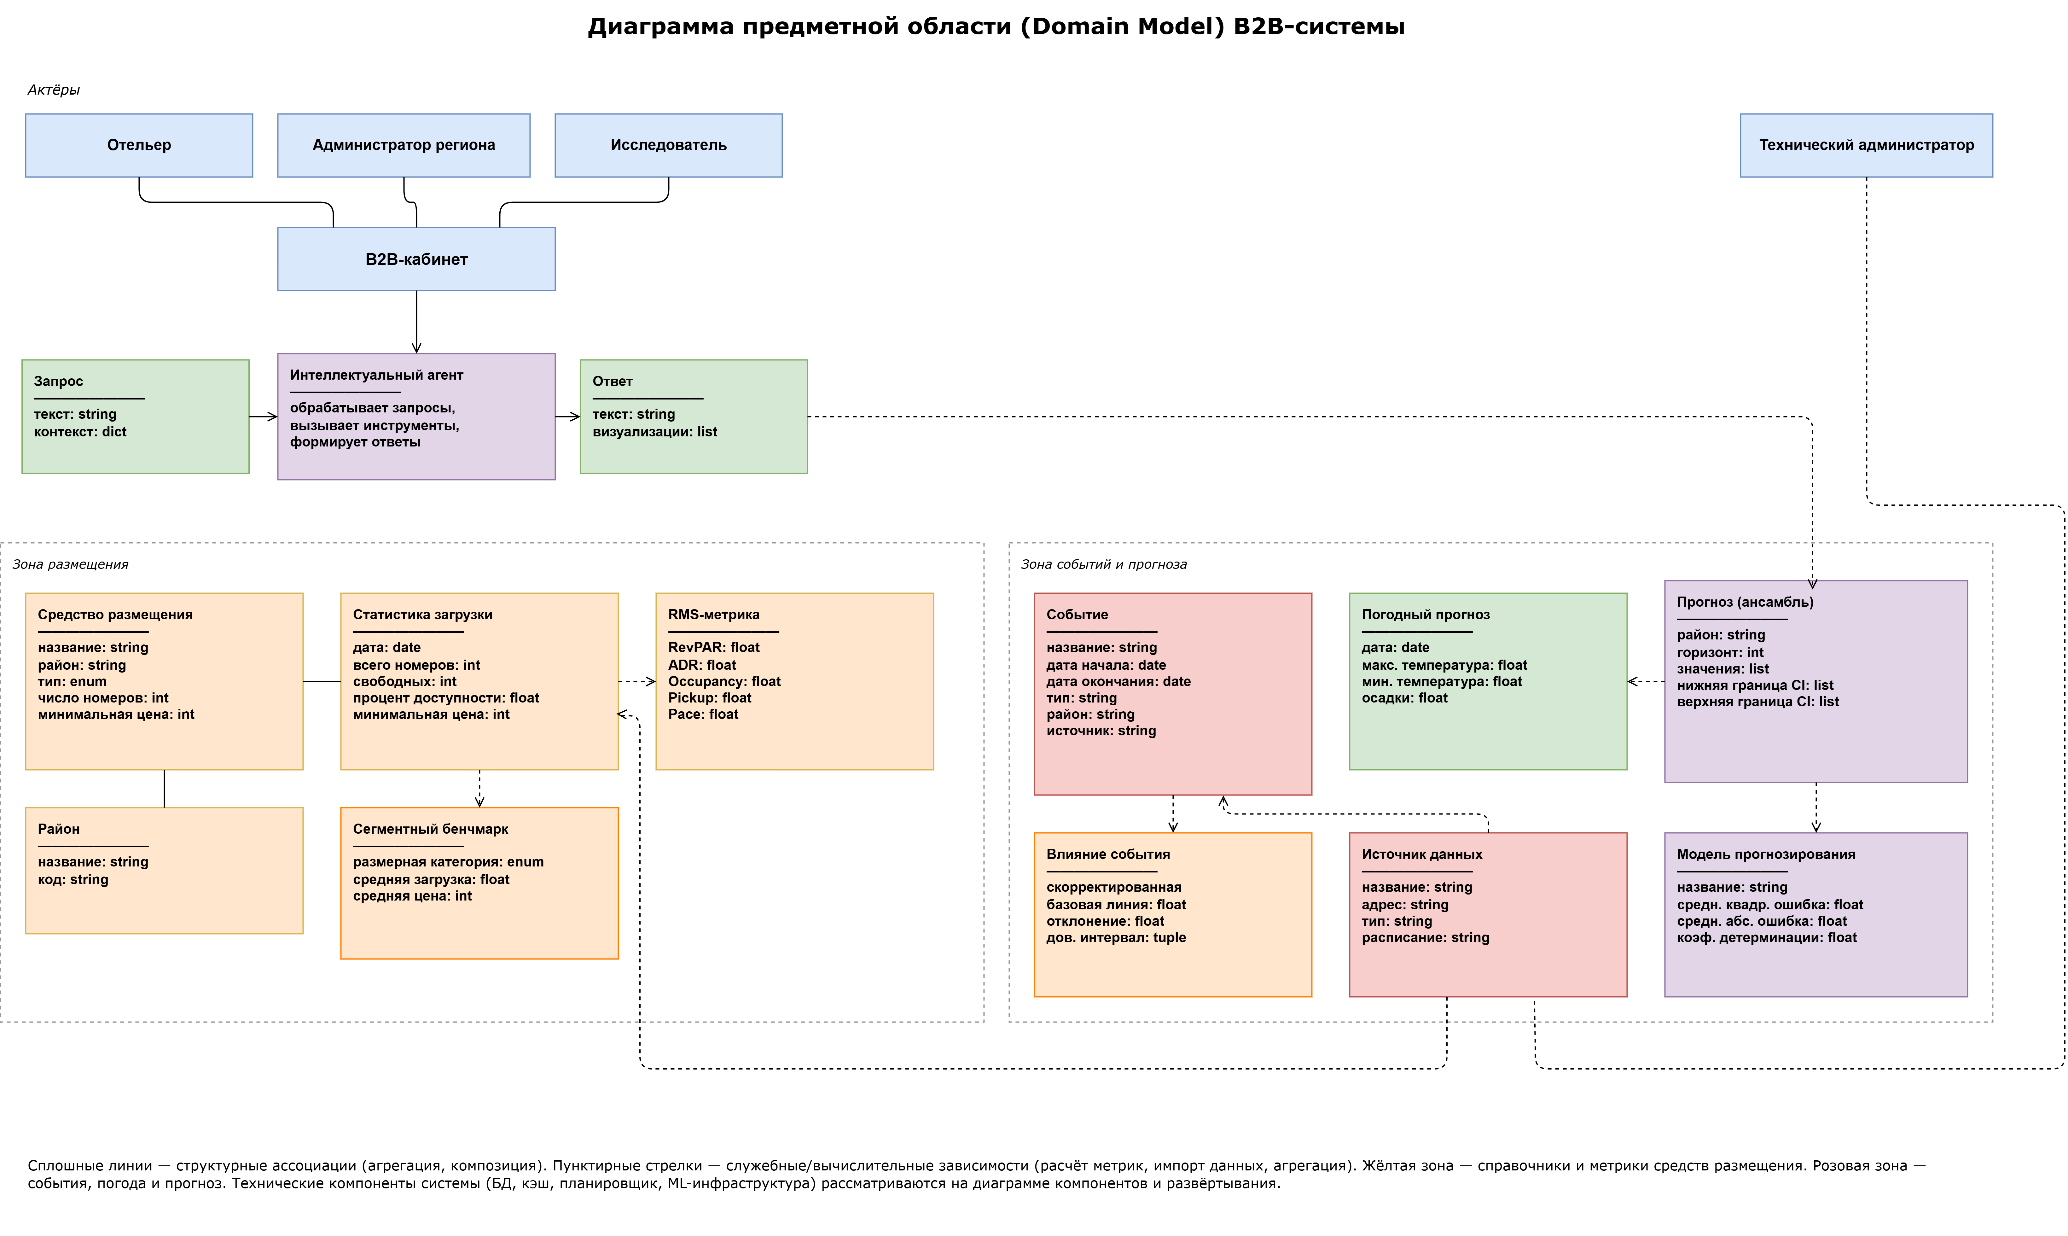 Диаграмма предметной области (Domain Model) B2B-системы
Актёры
Отельер
Администратор региона
Исследователь
Технический администратор
B2B-кабинет
Запрос
текст: string
контекст: dict
Интеллектуальный агент
обрабатывает запросы,
вызывает инструменты,
формирует ответы
Ответ
текст: string
визуализации: list
Зона размещения
Средство размещения
название: string
район: string
тип: enum
число номеров: int
минимальная цена: int
Статистика загрузки
дата: date
всего номеров: int
свободных: int
процент доступности: float
минимальная цена: int
RMS-метрика
RevPAR: float
ADR: float
Occupancy: float
Pickup: float
Pace: float
Район
название: string
код: string
Сегментный бенчмарк
размерная категория: enum
средняя загрузка: float
средняя цена: int
Зона событий и прогноза
Событие
название: string
дата начала: date
дата окончания: date
тип: string
район: string
источник: string
Погодный прогноз
дата: date
макс. температура: float
мин. температура: float
осадки: float
Прогноз (ансамбль)
район: string
горизонт: int
значения: list
нижняя граница CI: list
верхняя граница CI: list
Влияние события
скорректированная
базовая линия: float
отклонение: float
дов. интервал: tuple
Источник данных
название: string
адрес: string
тип: string
расписание: string
Модель прогнозирования
название: string
средн. квадр. ошибка: float
средн. абс. ошибка: float
коэф. детерминации: float
Сплошные линии — структурные ассоциации (агрегация, композиция). Пунктирные стрелки — служебные/вычислительные зависимости (расчёт метрик, импорт данных, агрегация). Жёлтая зона — справочники и метрики средств размещения. Розовая зона —
события, погода и прогноз. Технические компоненты системы (БД, кэш, планировщик, ML-инфраструктура) рассматриваются на диаграмме компонентов и развёртывания.